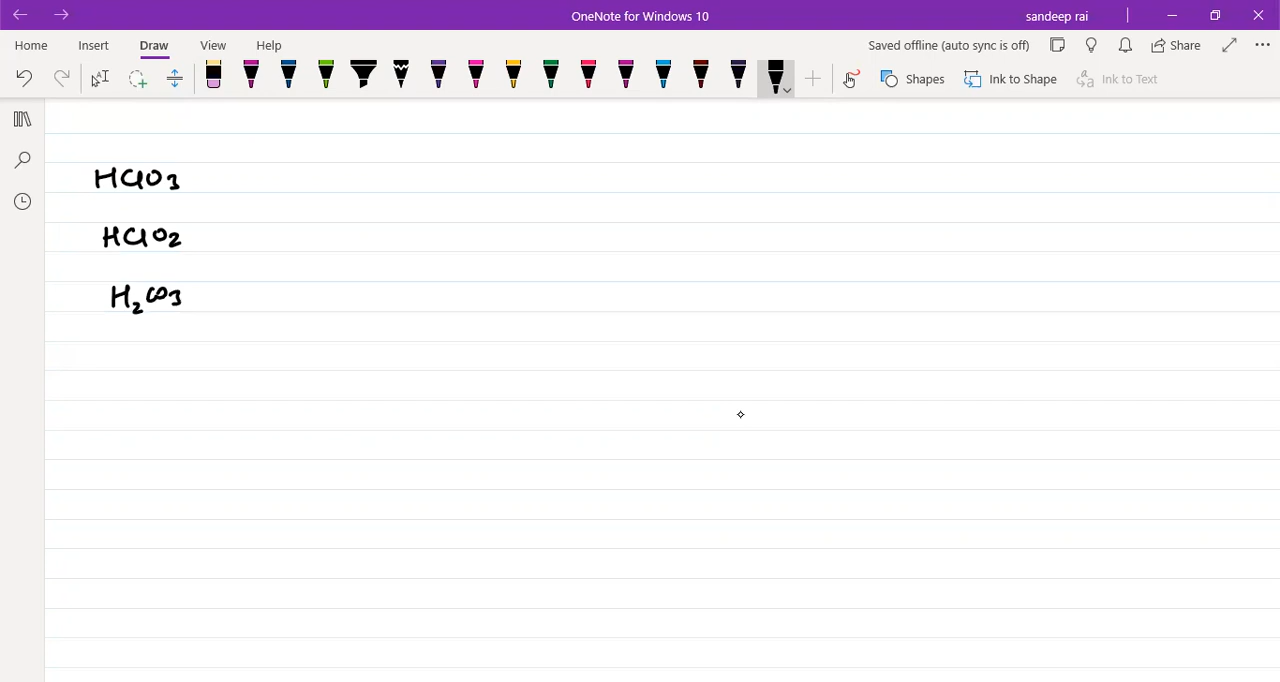 OneNote for Windows 10
sandeep rai
Home Insert Draw View Help
Saved offline (auto sync is off) Share
Shapes Ink to Shape Ink to Text
HClO3
HClO2
H2CO3